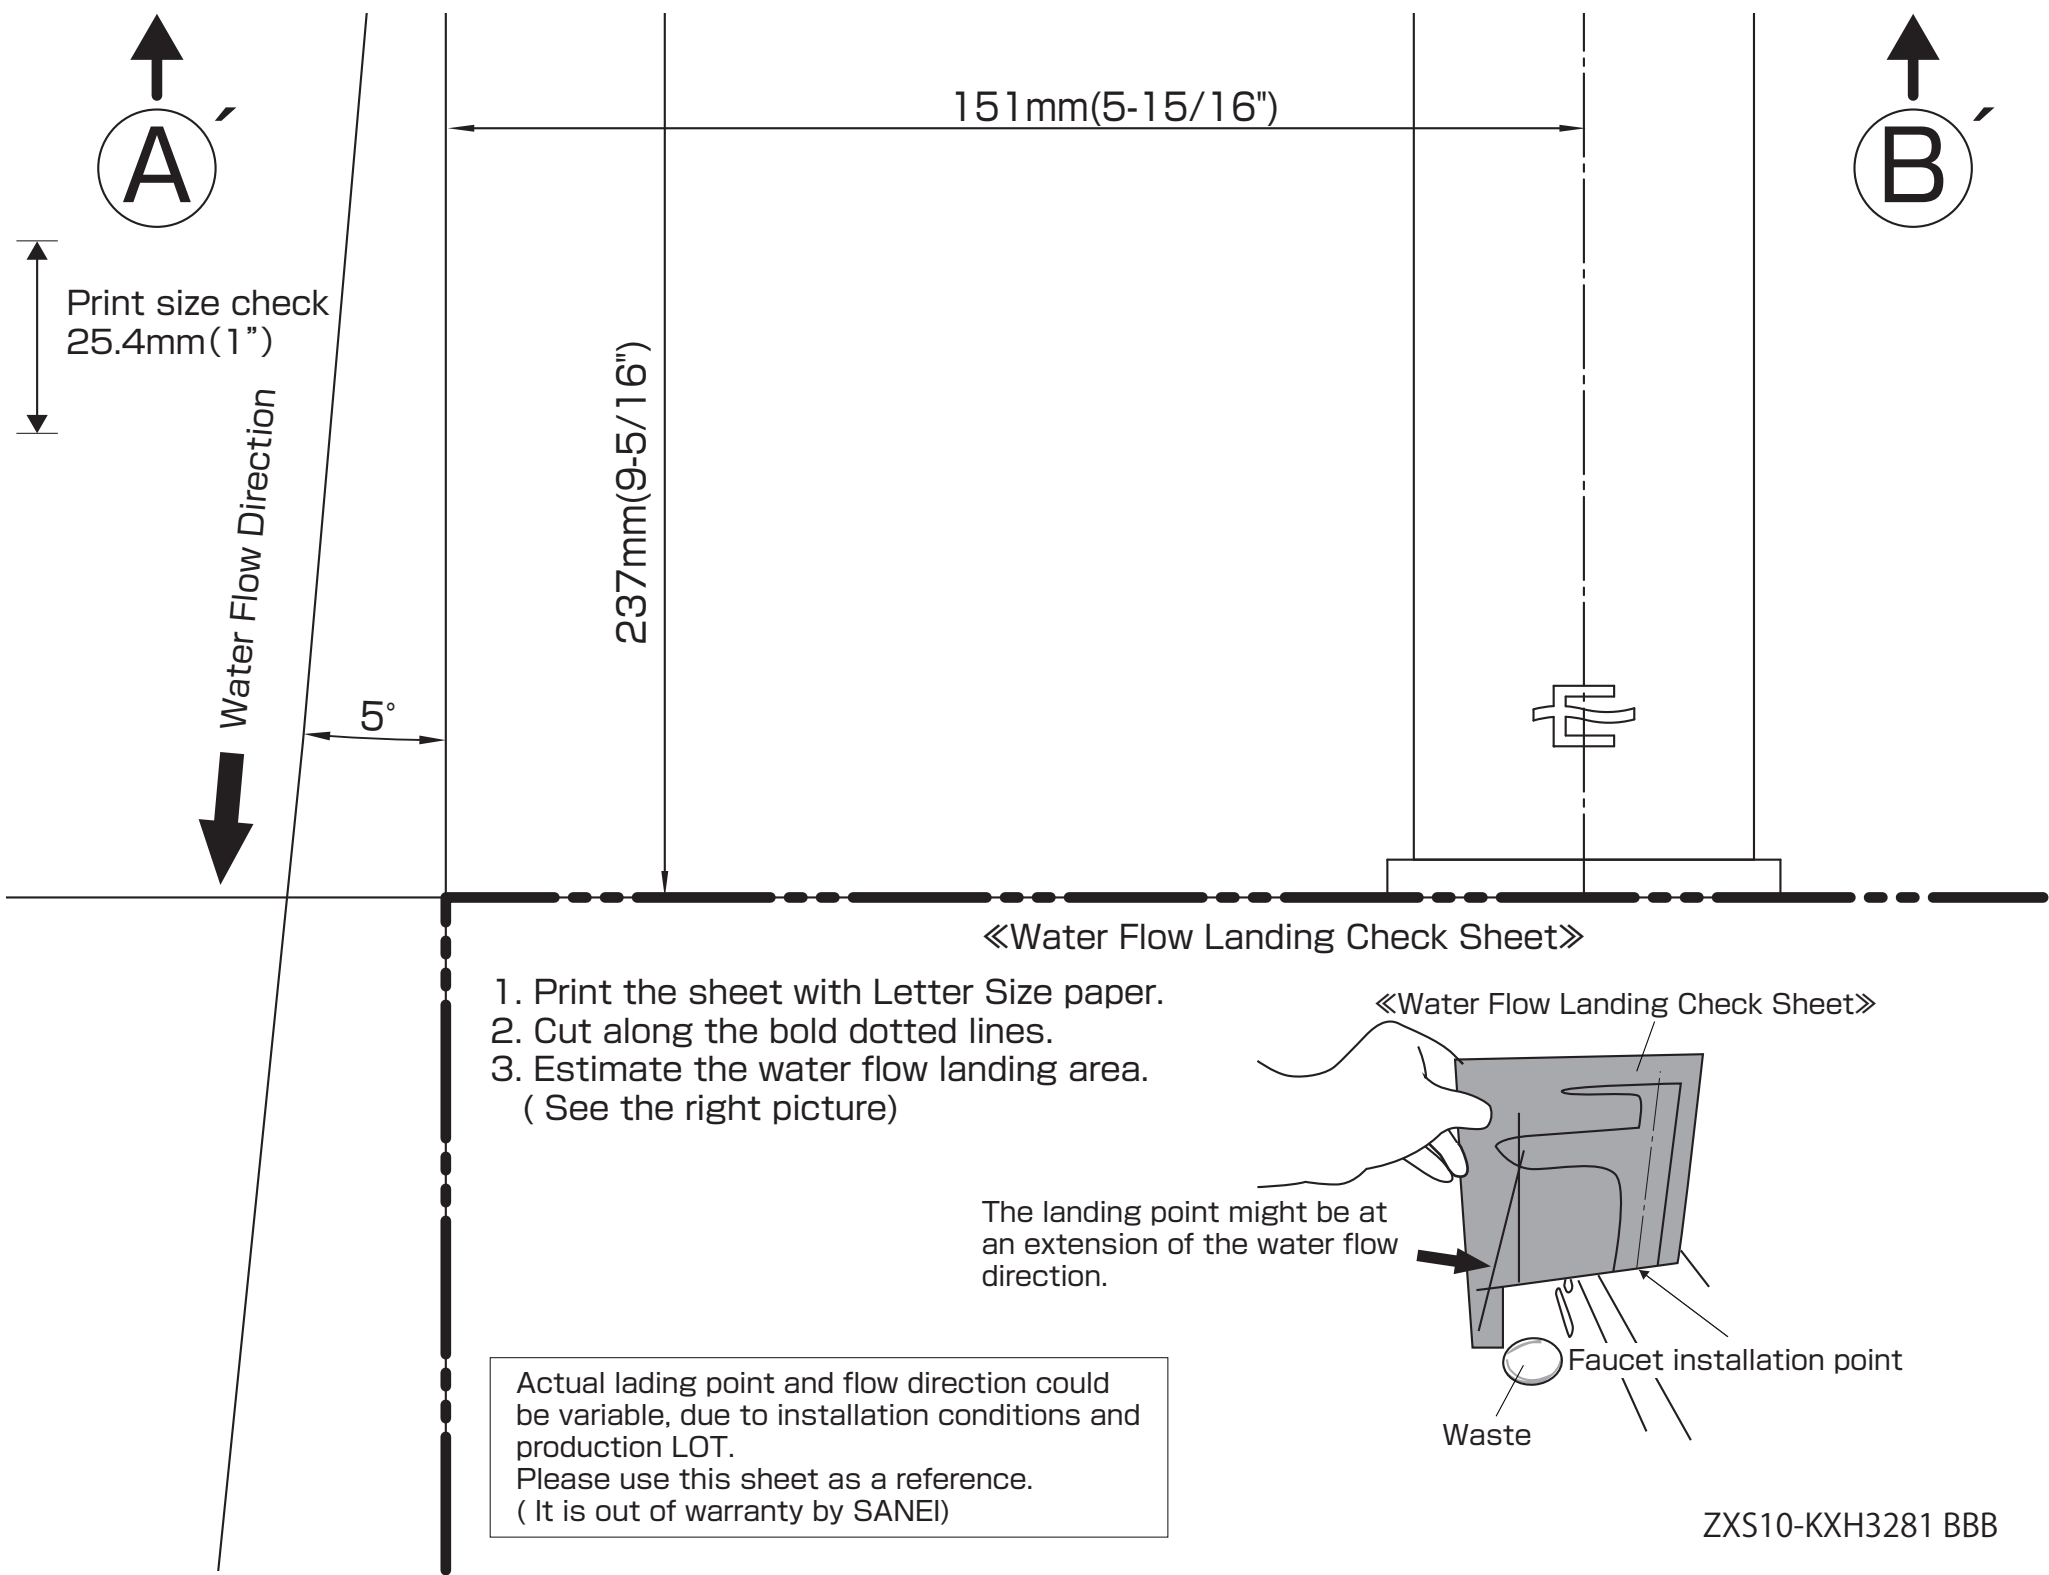 A´
B´
151mm(5-15/16")
Print size check
25.4mm(1”)
237mm(9-5/16")
Water Flow Direction
5°
≪Water Flow Landing Check Sheet≫
1. Print the sheet with Letter Size paper.
2. Cut along the bold dotted lines.
3. Estimate the water flow landing area.
( See the right picture)
≪Water Flow Landing Check Sheet≫
The landing point might be at
an extension of the water flow
direction.
Faucet installation point
Waste
Actual lading point and flow direction could
be variable, due to installation conditions and
production LOT.
Please use this sheet as a reference.
( It is out of warranty by SANEI)
ZXS10-KXH3281 BBB